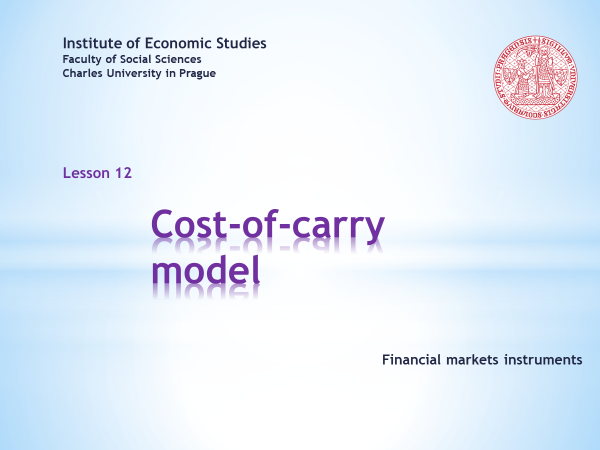 Institute of Economic Studies
Faculty of Social Sciences
Charles University in Prague
Lesson 12
Cost-of-carry
model
Financial markets instruments